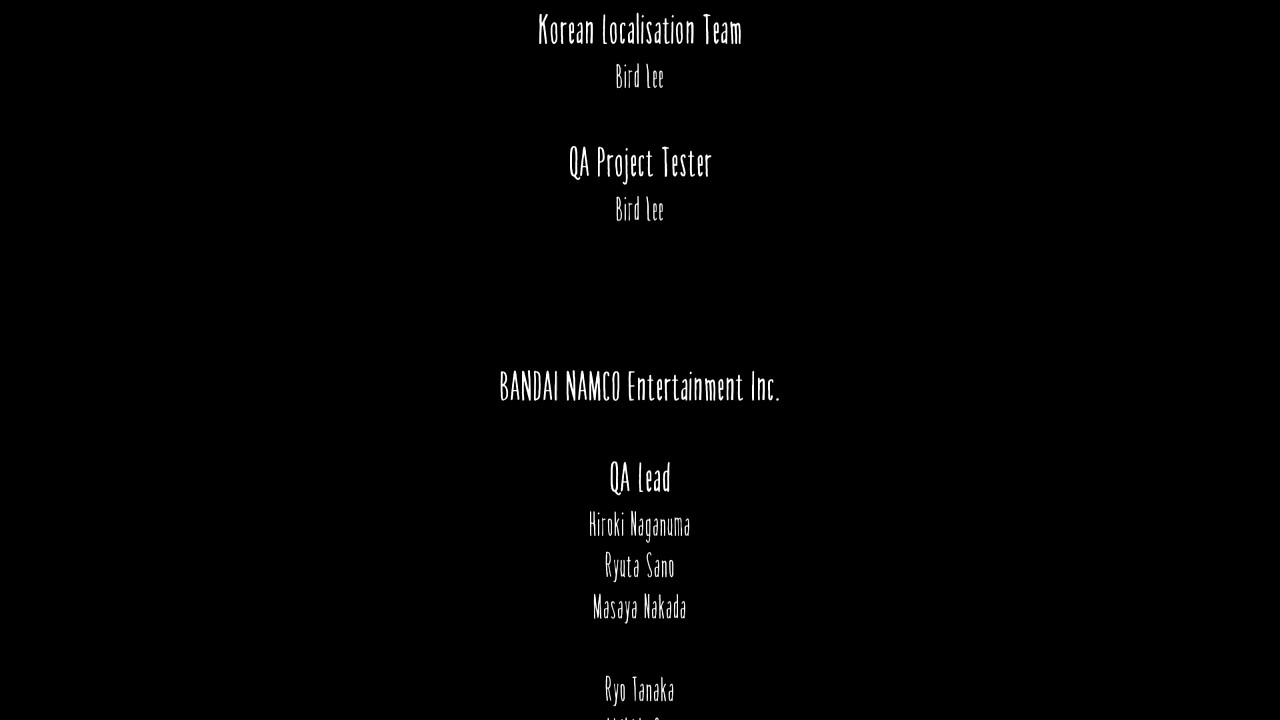 Korean Localisation Team
Bird Lee
QA Project Tester
Bird Lee
BANDAI NAMCO Entertainment Inc.
QA Lead
Hiroki Naganuma
Ryuta Sano
Masaya Nakada
Ryo Tanaka